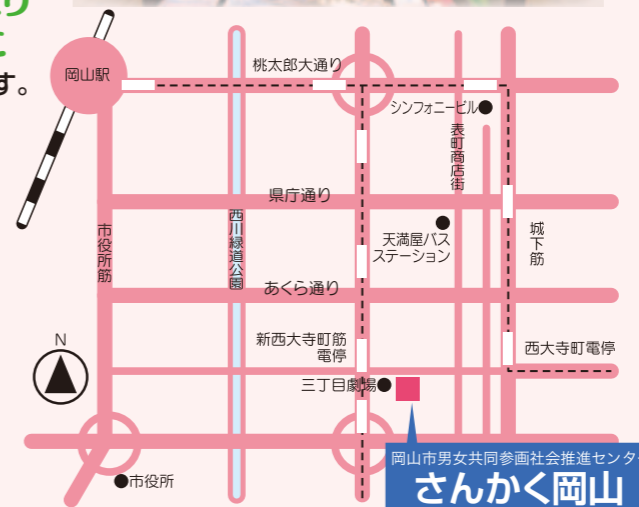 り
す。
岡山駅
桃太郎大通り
シンフォニービル
表町商店街
県庁通り
市役所筋
西川緑道公園
天満屋バス
ステーション
城下筋
あくら通り
新西大寺町筋
電停
西大寺町電停
N
三丁目劇場
市役所
岡山市男女共同参画社会推進センター
さんかく岡山